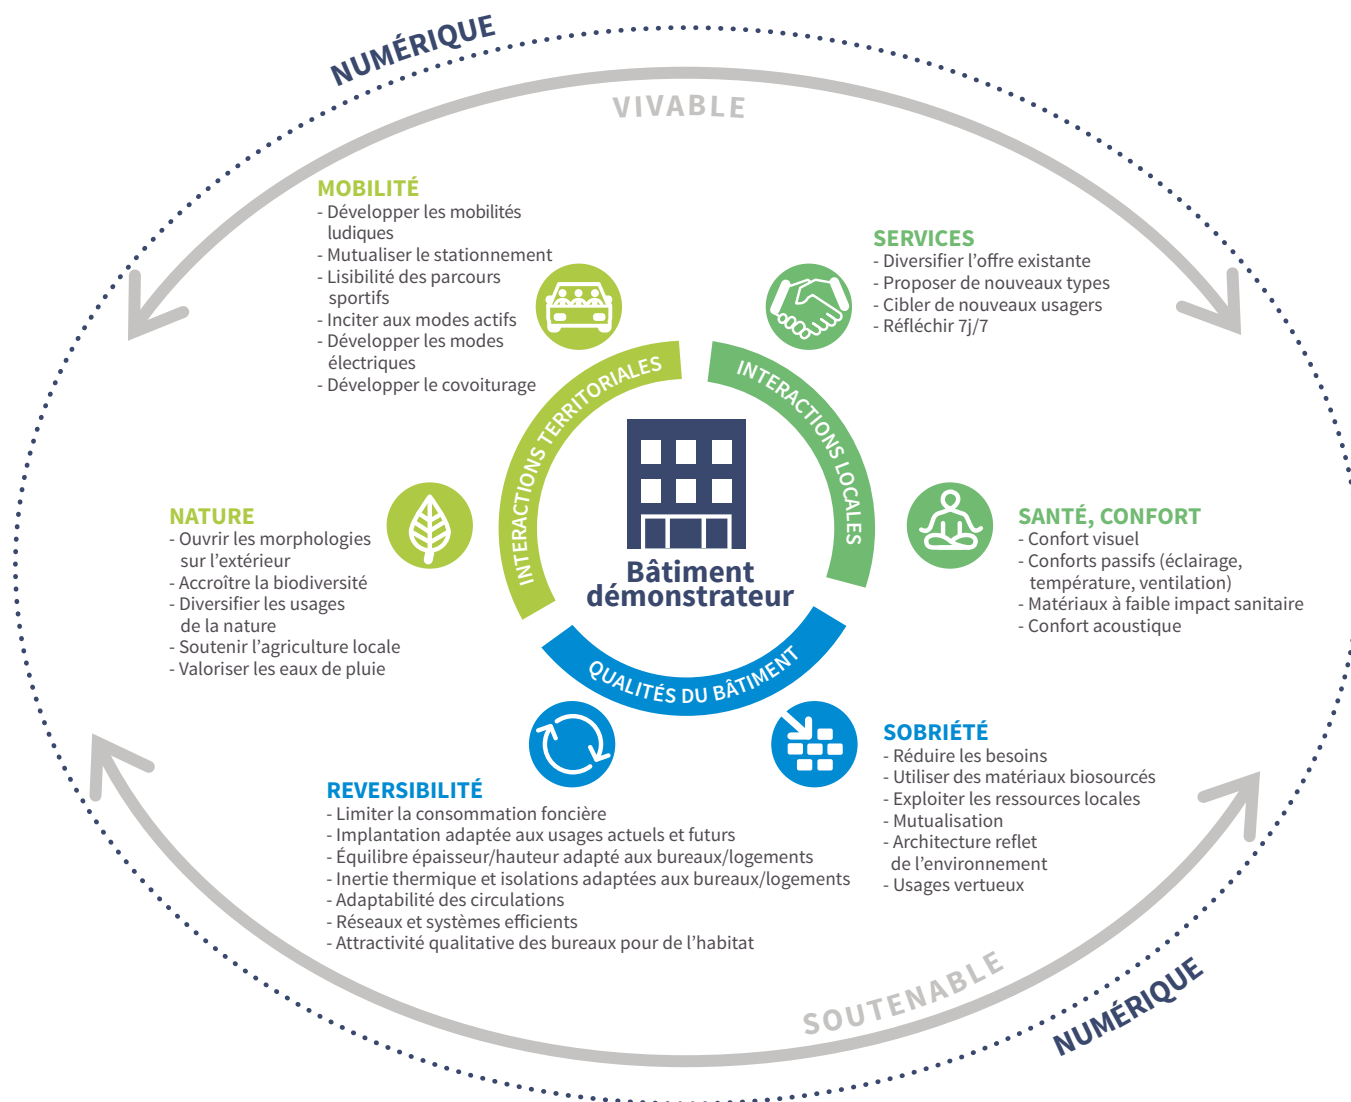 NUMÉRIQUE
VIVABLE
MOBILITÉ
- Développer les mobilités
ludiques
- Mutualiser le stationnement
- Lisibilité des parcours
sportifs
- Inciter aux modes actifs
- Développer les modes
électriques
- Développer le covoiturage
SERVICES
- Diversifier l’offre existante
- Proposer de nouveaux types
- Cibler de nouveaux usagers
- Réfléchir 7j/7
INTERACTIONS TERRITORIALES
INTERACTIONS LOCALES
Bâtiment
démonstrateur
QUALITÉS DU BÂTIMENT
NATURE
- Ouvrir les morphologies
sur l’extérieur
- Accroître la biodiversité
- Diversifier les usages
de la nature
- Soutenir l’agriculture locale
- Valoriser les eaux de pluie
SANTÉ, CONFORT
- Confort visuel
- Conforts passifs (éclairage,
température, ventilation)
- Matériaux à faible impact sanitaire
- Confort acoustique
REVERSIBILITÉ
- Limiter la consommation foncière
- Implantation adaptée aux usages actuels et futurs
- Équilibre épaisseur/hauteur adapté aux bureaux/logements
- Inertie thermique et isolations adaptées aux bureaux/logements
- Adaptabilité des circulations
- Réseaux et systèmes efficients
- Attractivité qualitative des bureaux pour de l’habitat
SOBRIÉTÉ
- Réduire les besoins
- Utiliser des matériaux biosourcés
- Exploiter les ressources locales
- Mutualisation
- Architecture reflet
de l’environnement
- Usages vertueux
SOUTENABLE
NUMÉRIQUE